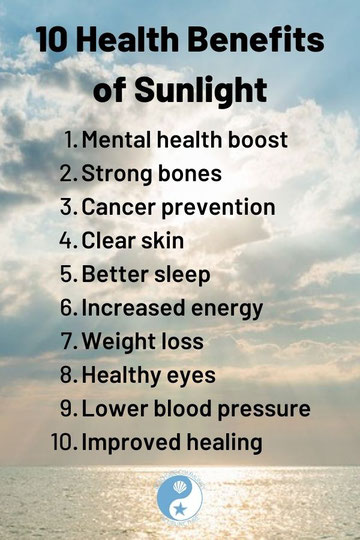 10 Health Benefits
of Sunlight
1. Mental health boost
2. Strong bones
3. Cancer prevention
4. Clear skin
5. Better sleep
6. Increased energy
7. Weight loss
8. Healthy eyes
9. Lower blood pressure
10. Improved healing